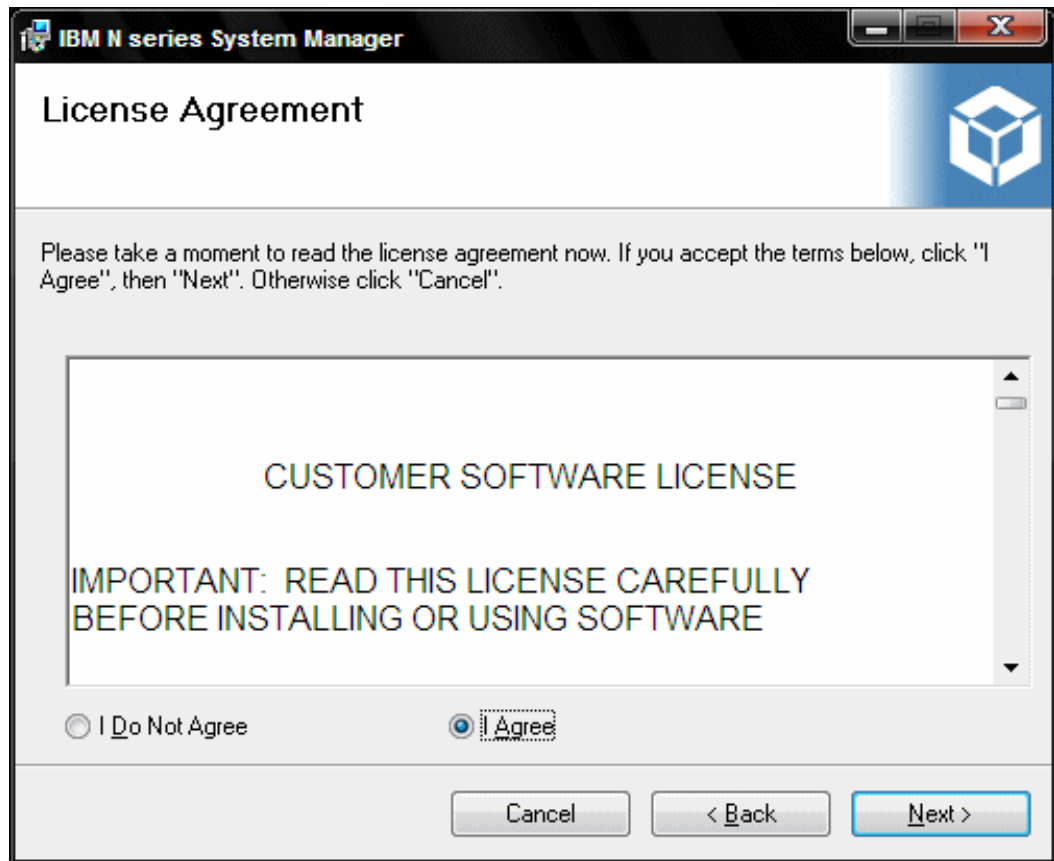 IBM N series System Manager
License Agreement
Please take a moment to read the license agreement now. If you accept the terms below, click "I
Agree", then "Next". Otherwise click "Cancel".
CUSTOMER SOFTWARE LICENSE
IMPORTANT:  READ THIS LICENSE CAREFULLY
BEFORE INSTALLING OR USING SOFTWARE
I Do Not Agree
I Agree
Cancel
< Back
Next >